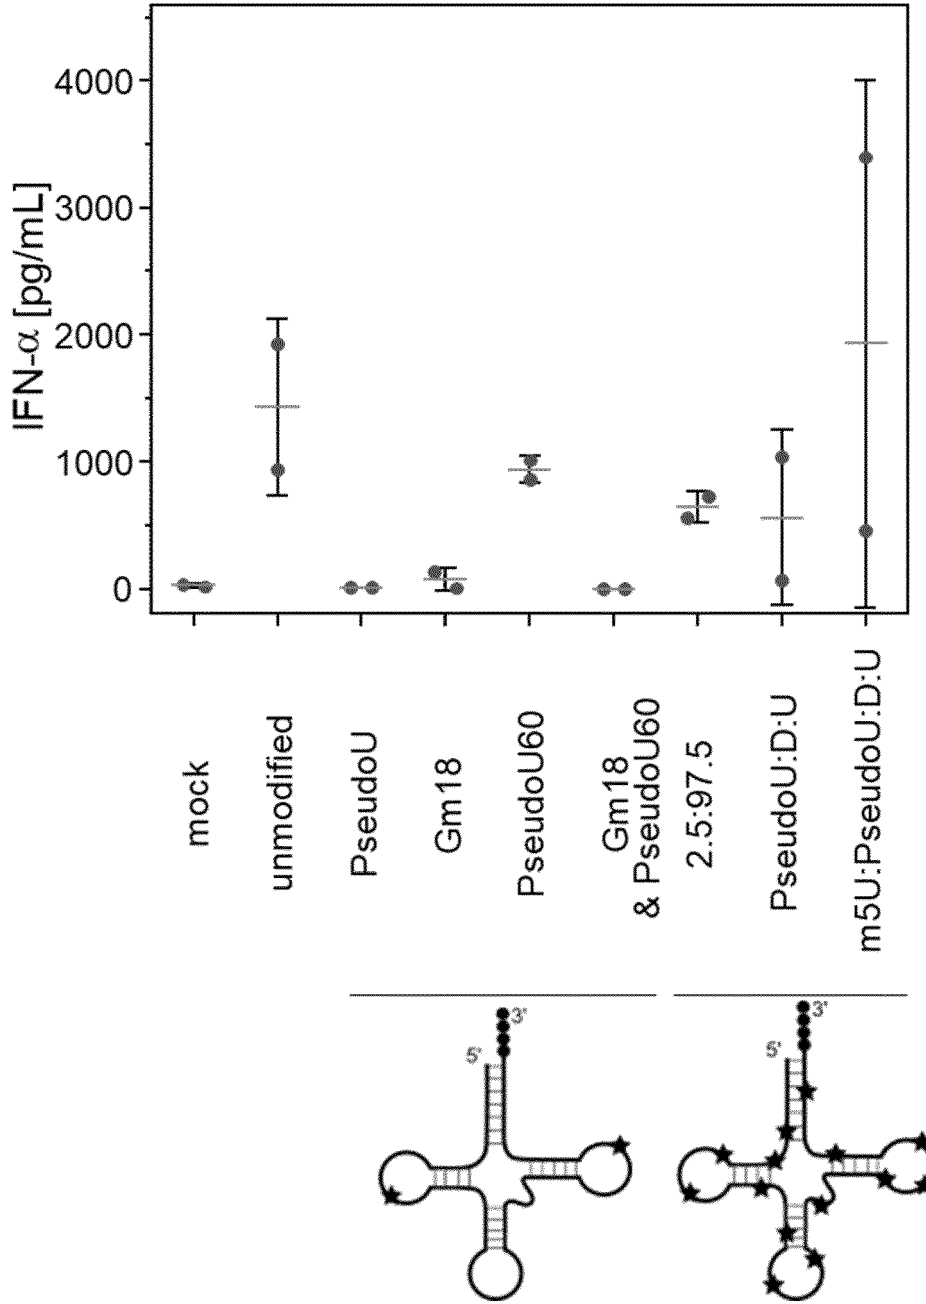 IFN-α [pg/mL]
4000
3000
2000
1000
0
mock
unmodified
PseudoU
Gm18
PseudoU60
Gm18
& PseudoU60
2.5:97.5
PseudoU:D:U
m5U:PseudoU:D:U
5'
3'
5'
3'